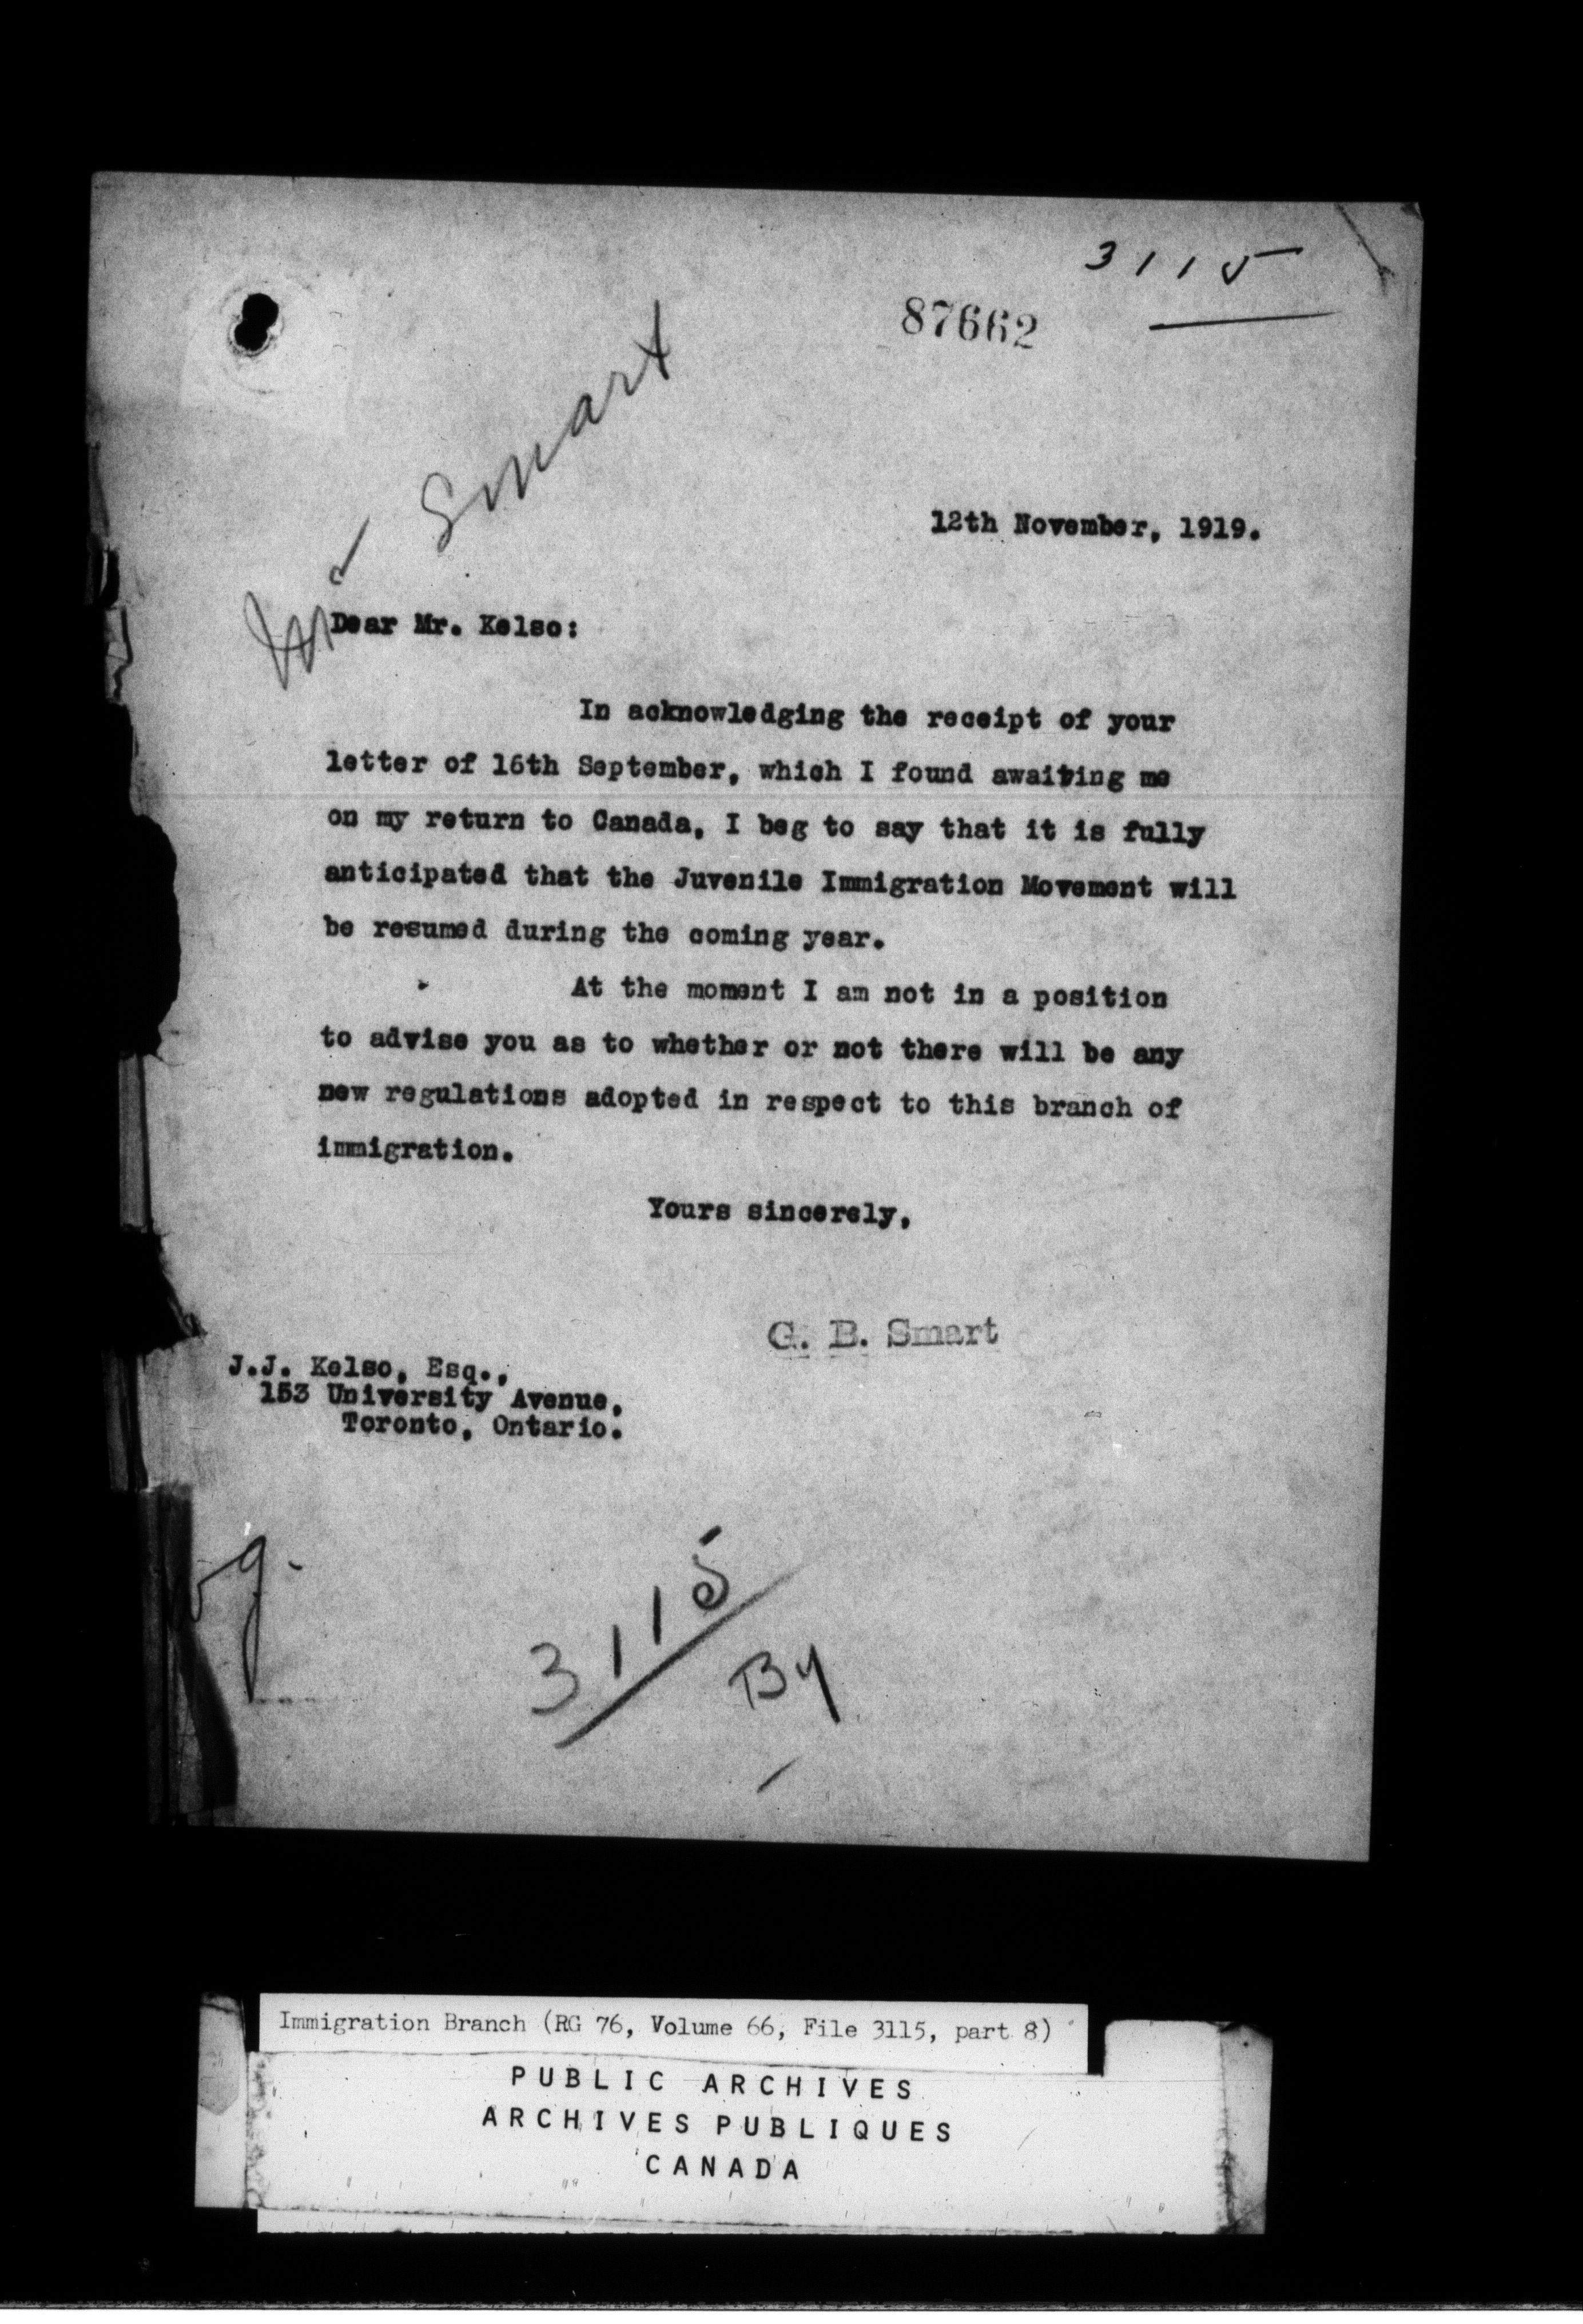 3115
87662
Mr Smart
12th November, 1919.
Dear Mr. Kelso:
In acknowledging the receipt of your
letter of 16th September, which I found awaiting me
on my return to Canada, I beg to say that it is fully
anticipated that the Juvenile Immigration Movement will
be resumed during the coming year.
At the moment I am not in a position
to advise you as to whether or not there will be any
new regulations adopted in respect to this branch of
immigration.
Yours sincerely,
G. B. Smart
J.J. Kelso, Esq.,
153 University Avenue,
Toronto, Ontario.
3115
Immigration Branch (RG 76, Volume 66, File 3115, part 8)
PUBLIC ARCHIVES
ARCHIVES PUBLIQUES
CANADA